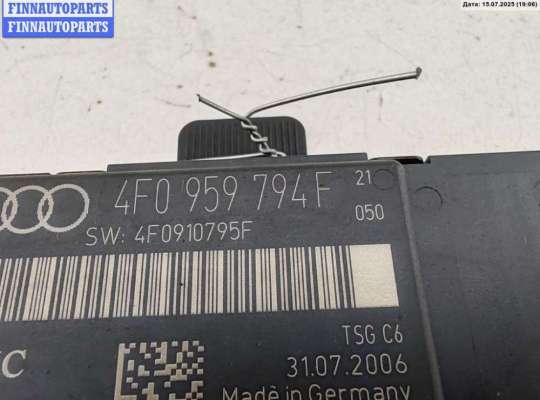 FINNAUTOPARTS
FINNAUTOPARTS
Дата: 15.07.2025 (19:06)
4F0 959 794F 21
050
SW: 4F0910795F
TSG C6
31.07.2006
Made in Germany